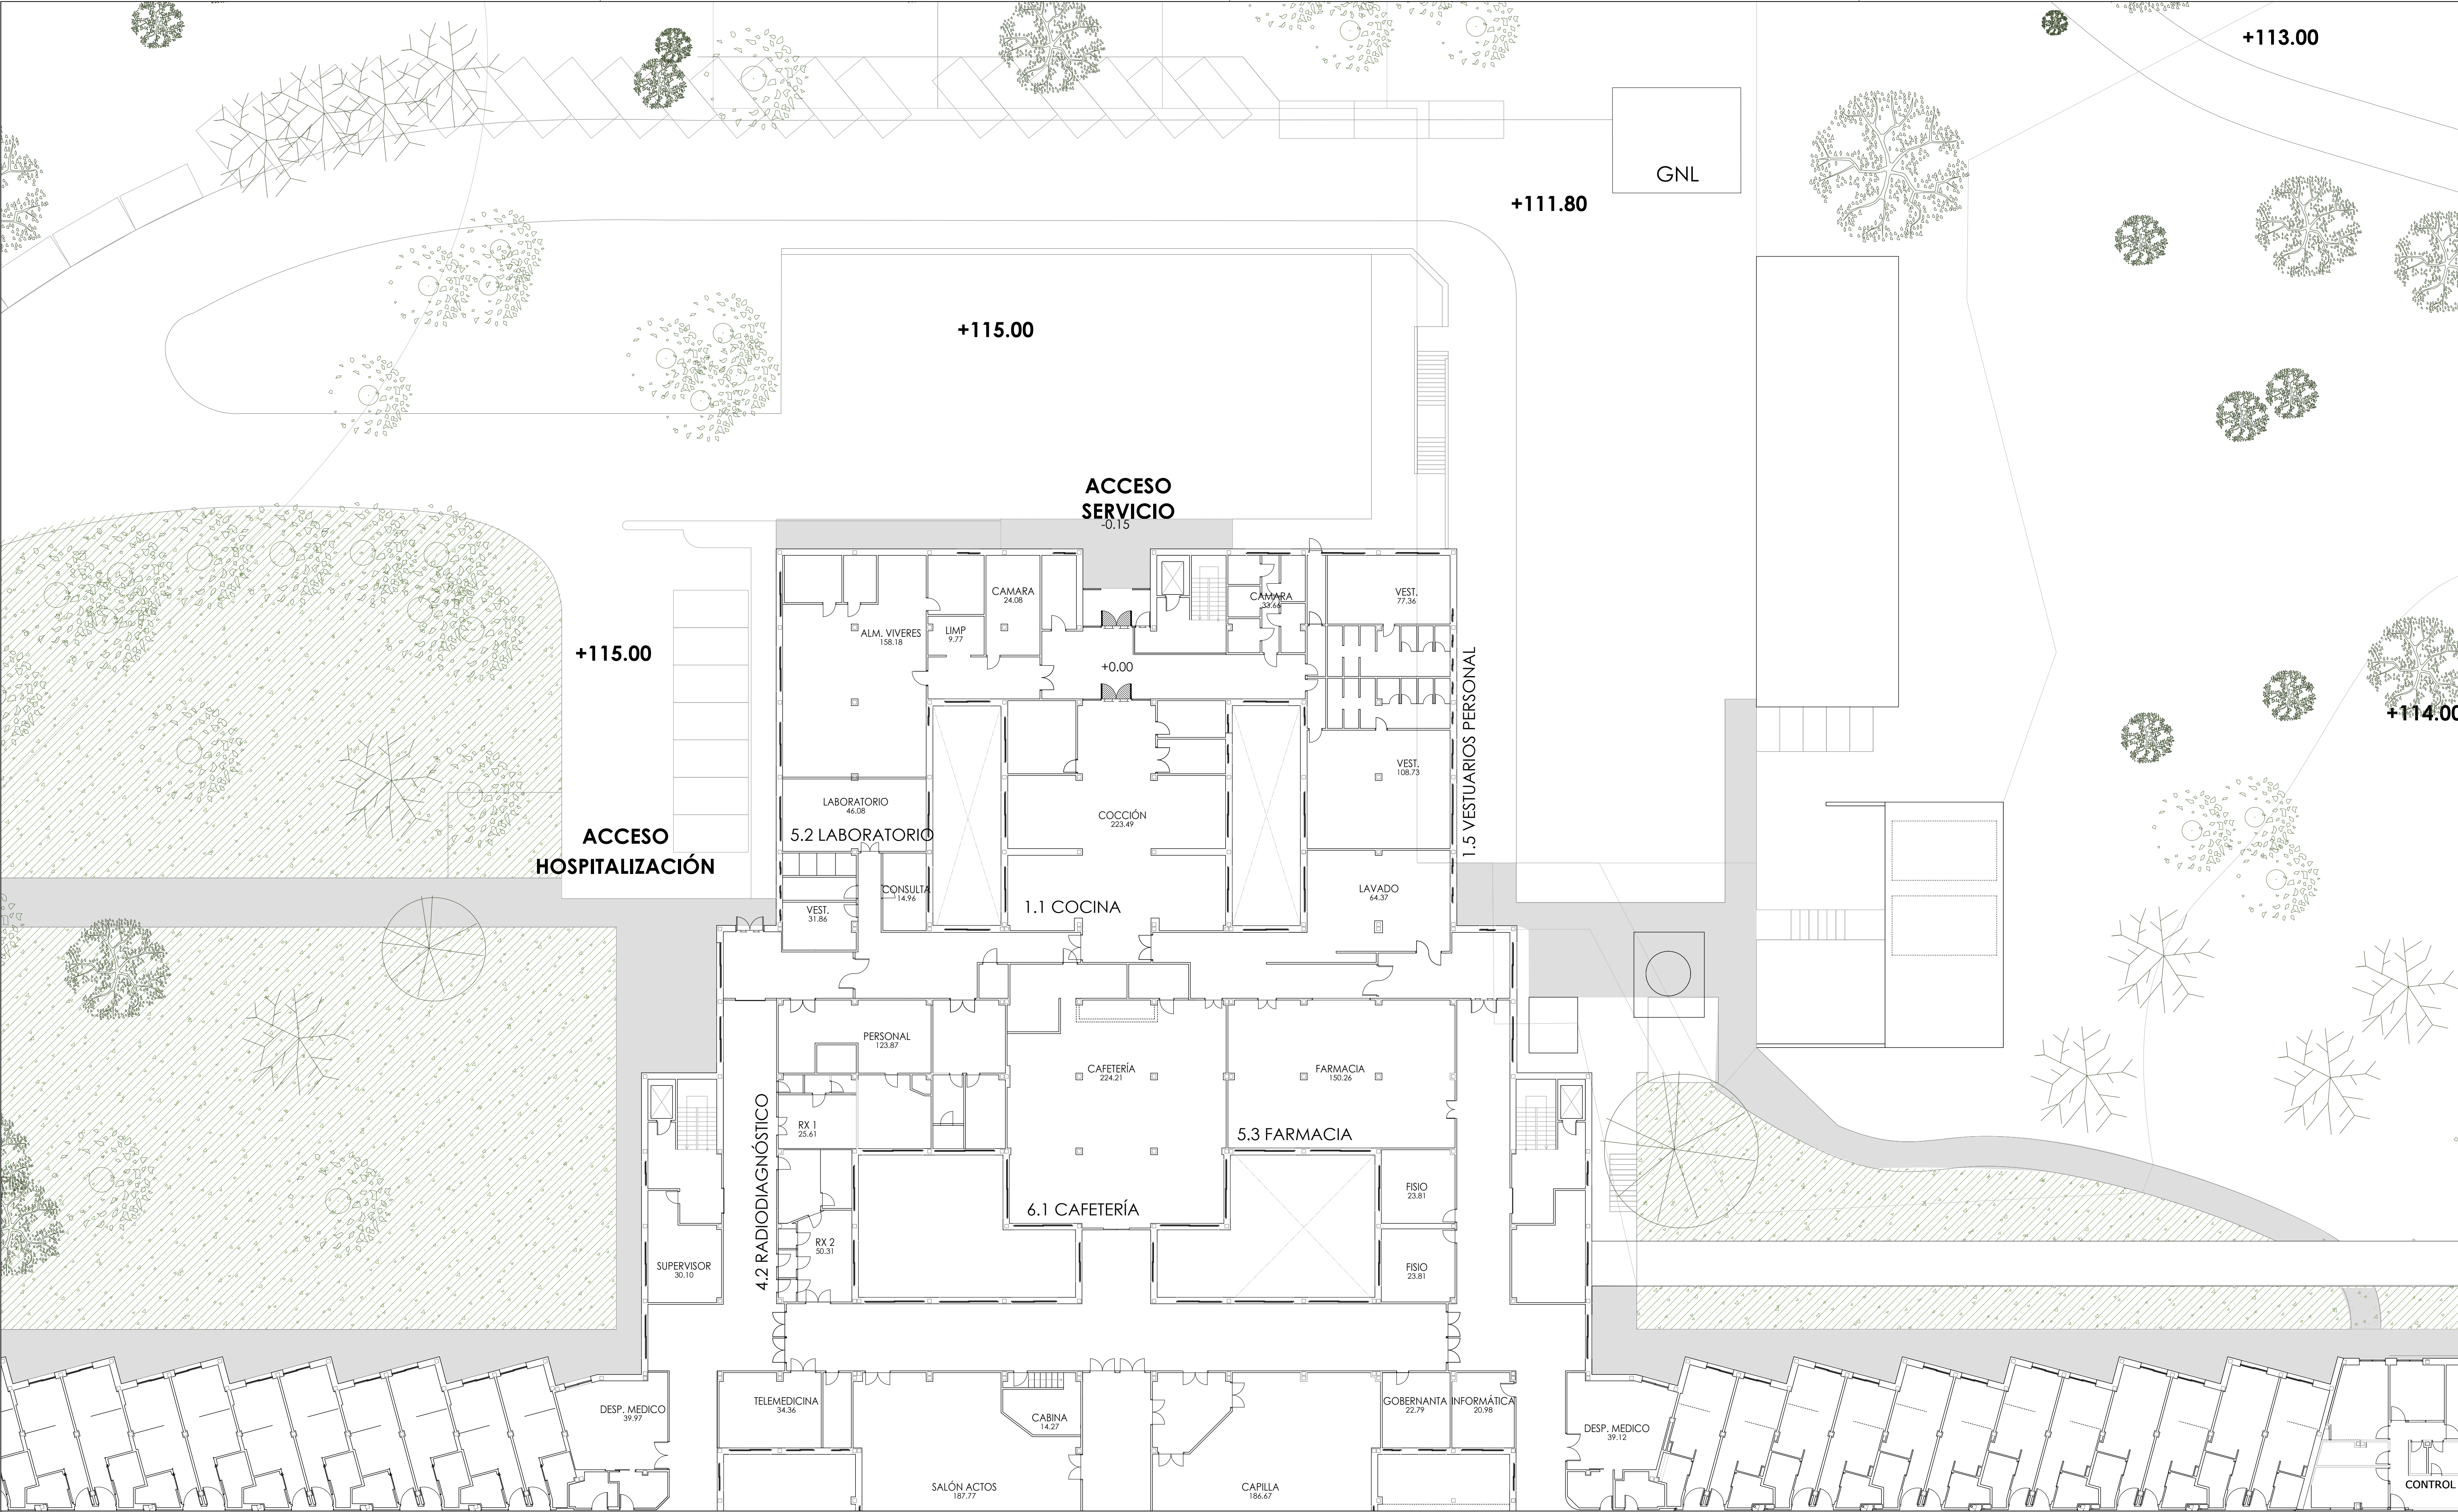 +113.00
GNL
+111.80
+115.00
ACCESO
SERVICIO
-0.15
CAMARA
24.08
CAMARA
33.66
VEST.
77.36
ALM. VIVERES
158.18
LIMP
9.77
+115.00
+0.00
1.5 VESTUARIOS PERSONAL
+114.00
VEST.
108.73
LABORATORIO
46.08
COCCIÓN
223.49
5.2 LABORATORIO
ACCESO
HOSPITALIZACIÓN
CONSULTA
14.96
LAVADO
64.37
VEST.
31.86
1.1 COCINA
PERSONAL
123.87
CAFETERÍA
224.21
FARMACIA
150.26
RX 1
25.61
5.3 FARMACIA
4.2 RADIODIAGNÓSTICO
FISIO
23.81
6.1 CAFETERÍA
RX 2
50.31
SUPERVISOR
30.10
FISIO
23.81
TELEMEDICINA
34.36
GOBERNANTA
22.79
INFORMÁTICA
20.98
DESP. MEDICO
39.97
CABINA
14.27
DESP. MEDICO
39.12
SALÓN ACTOS
187.77
CAPILLA
186.67
CONTROL